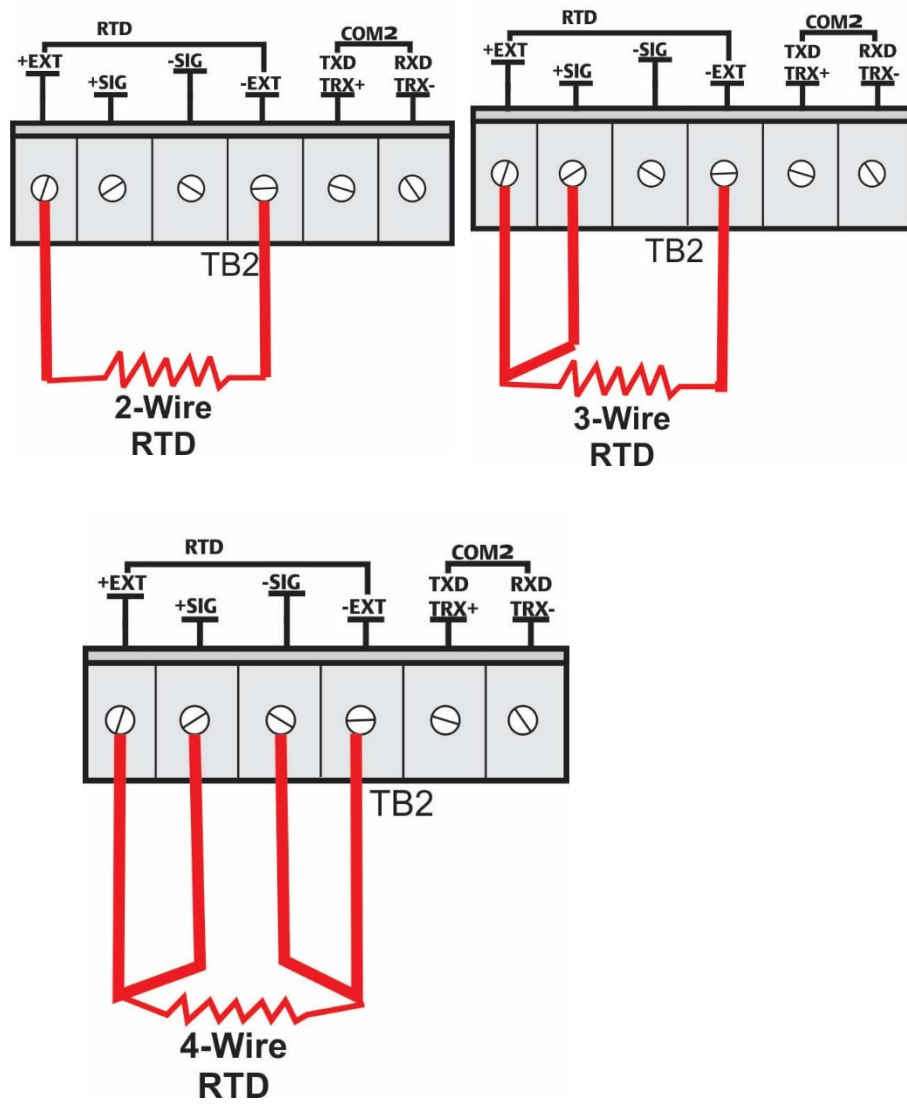 RTD
COM2
+EXT
-SIG
TXD
RXD
+SIG
-EXT
TRX+
TRX-
TB2
2-Wire
RTD
RTD
COM2
+EXT
-SIG
TXD
RXD
+SIG
-EXT
TRX+
TRX-
TB2
3-Wire
RTD
RTD
COM2
+EXT
-SIG
TXD
RXD
+SIG
-EXT
TRX+
TRX-
TB2
4-Wire
RTD